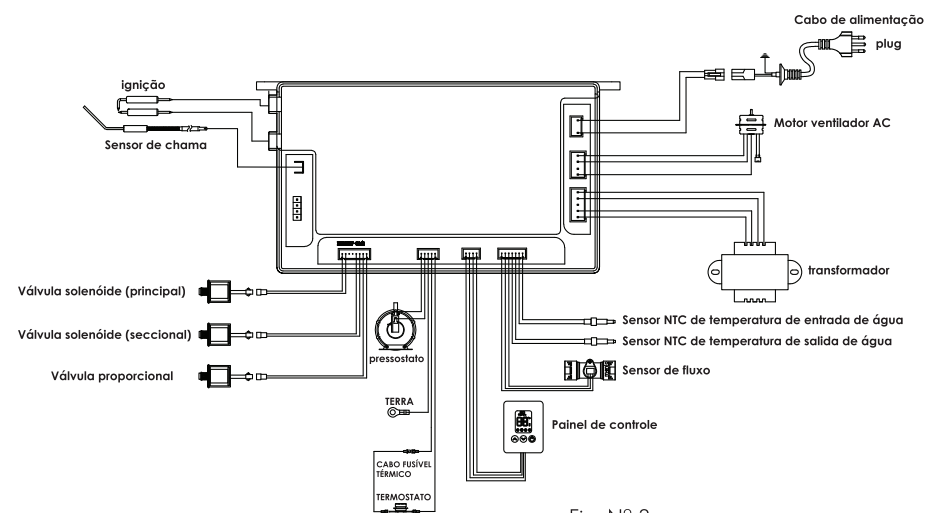 Cabo de alimentação
plug
ignição
Motor ventilador AC
Sensor de chama
transformador
Válvula solenóide (principal)
Sensor NTC de temperatura de entrada de água
Válvula solenóide (seccional)
Sensor NTC de temperatura de salida de água
pressostato
Sensor de fluxo
Válvula proporcional
TERRA
Painel de controle
CABO FUSÍVEL
TÉRMICO
TERMOSTATO